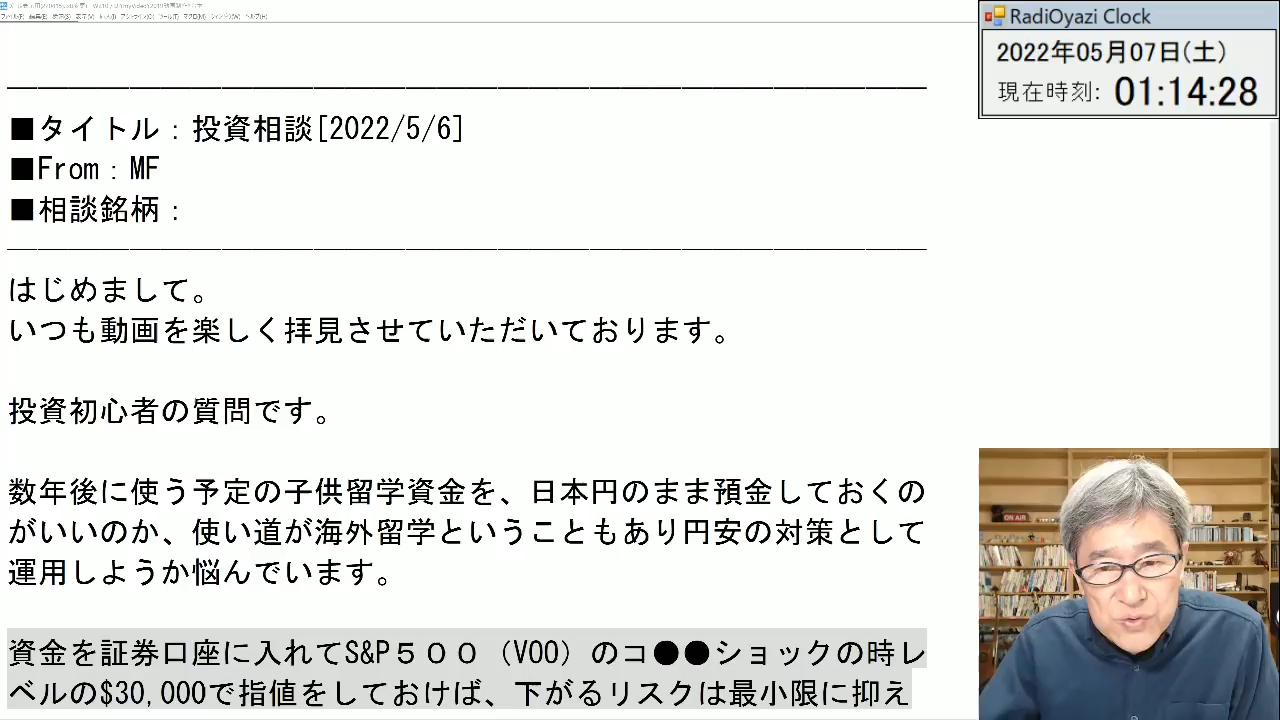 RadiOyazi Clock
2022年05月07日(土)
現在時刻: 01:14:28
■タイトル：投資相談[2022/5/6]
■From：MF
■相談銘柄：
はじめまして。
いつも動画を楽しく拝見させていただいております。
投資初心者の質問です。
数年後に使う予定の子供留学資金を、日本円のまま預金しておくの
がいいのか、使い道が海外留学ということもあり円安の対策として
運用しようか悩んでいます。
資金を証券口座に入れてS&P５００（VOO）のコ●●ショックの時レ
ベルの$30,000で指値をしておけば、下がるリスクは最小限に抑え
ON AIR